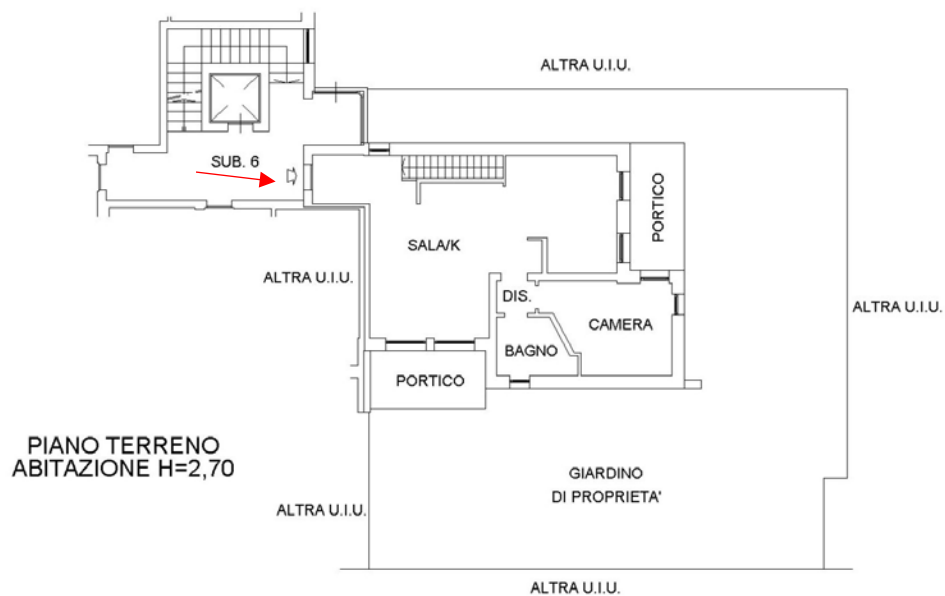 ALTRA U.I.U.
SUB. 6
PORTICO
SALA/K
ALTRA U.I.U.
DIS.
ALTRA U.I.U.
CAMERA
BAGNO
PORTICO
PIANO TERRENO
ABITAZIONE H=2,70
GIARDINO
DI PROPRIETA'
ALTRA U.I.U.
ALTRA U.I.U.